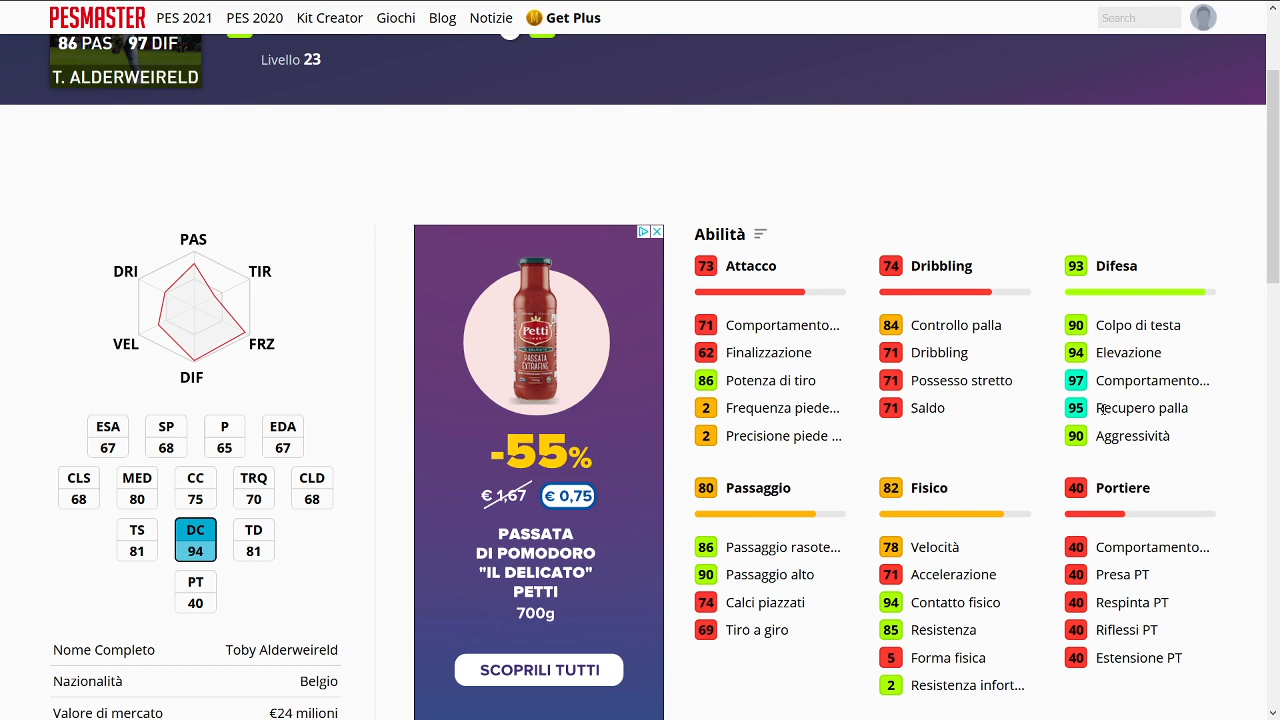 PESMASTER PES 2021 PES 2020 Kit Creator Giochi Blog Notizie Get Plus Search
86 PAS 97 DIF
T. ALDERWEIRELD
Livello 23
PAS
DRI TIR
VEL FRZ
DIF
ESA SP P EDA
67 68 65 67
CLS MED CC TRQ CLD
68 80 75 70 68
TS DC TD
81 94 81
PT
40
Nome Completo Toby Alderweireld
Nazionalità Belgio
Valore di mercato €24 milioni
Petti
PASSATA
EXTRAFINE
-55%
€ 1,67 € 0,75
PASSATA
DI POMODORO
"IL DELICATO"
PETTI
700g
SCOPRILI TUTTI
Abilità
73 Attacco
71 Comportamento...
62 Finalizzazione
86 Potenza di tiro
2 Frequenza piede...
2 Precisione piede ...
74 Dribbling
84 Controllo palla
71 Dribbling
71 Possesso stretto
71 Saldo
93 Difesa
90 Colpo di testa
94 Elevazione
97 Comportamento...
95 Recupero palla
90 Aggressività
80 Passaggio
86 Passaggio rasote...
90 Passaggio alto
74 Calci piazzati
69 Tiro a giro
82 Fisico
78 Velocità
71 Accelerazione
94 Contatto fisico
85 Resistenza
5 Forma fisica
2 Resistenza infort...
40 Portiere
40 Comportamento...
40 Presa PT
40 Respinta PT
40 Riflessi PT
40 Estensione PT